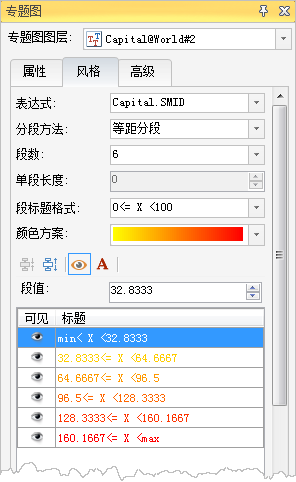 专题图
专题图图层: Capital@World#2
属性 风格 高级
表达式: Capital.SMID
分段方法: 等距分段
段数: 6
单段长度: 0
段标题格式: 0<= X <100
颜色方案:
A
段值: 32.8333
可见 标题
min< X <32.8333
32.8333<= X <64.6667
64.6667<= X <96.5
96.5<= X <128.3333
128.3333<= X <160.1667
160.1667<= X <max